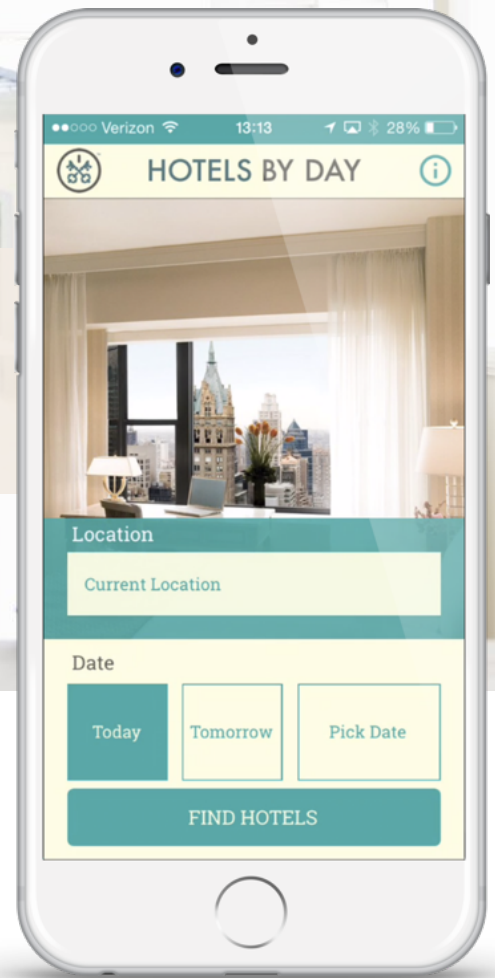 Verizon 13:13 28%
HOTELS BY DAY
Location
Current Location
Date
Today Tomorrow Pick Date
FIND HOTELS